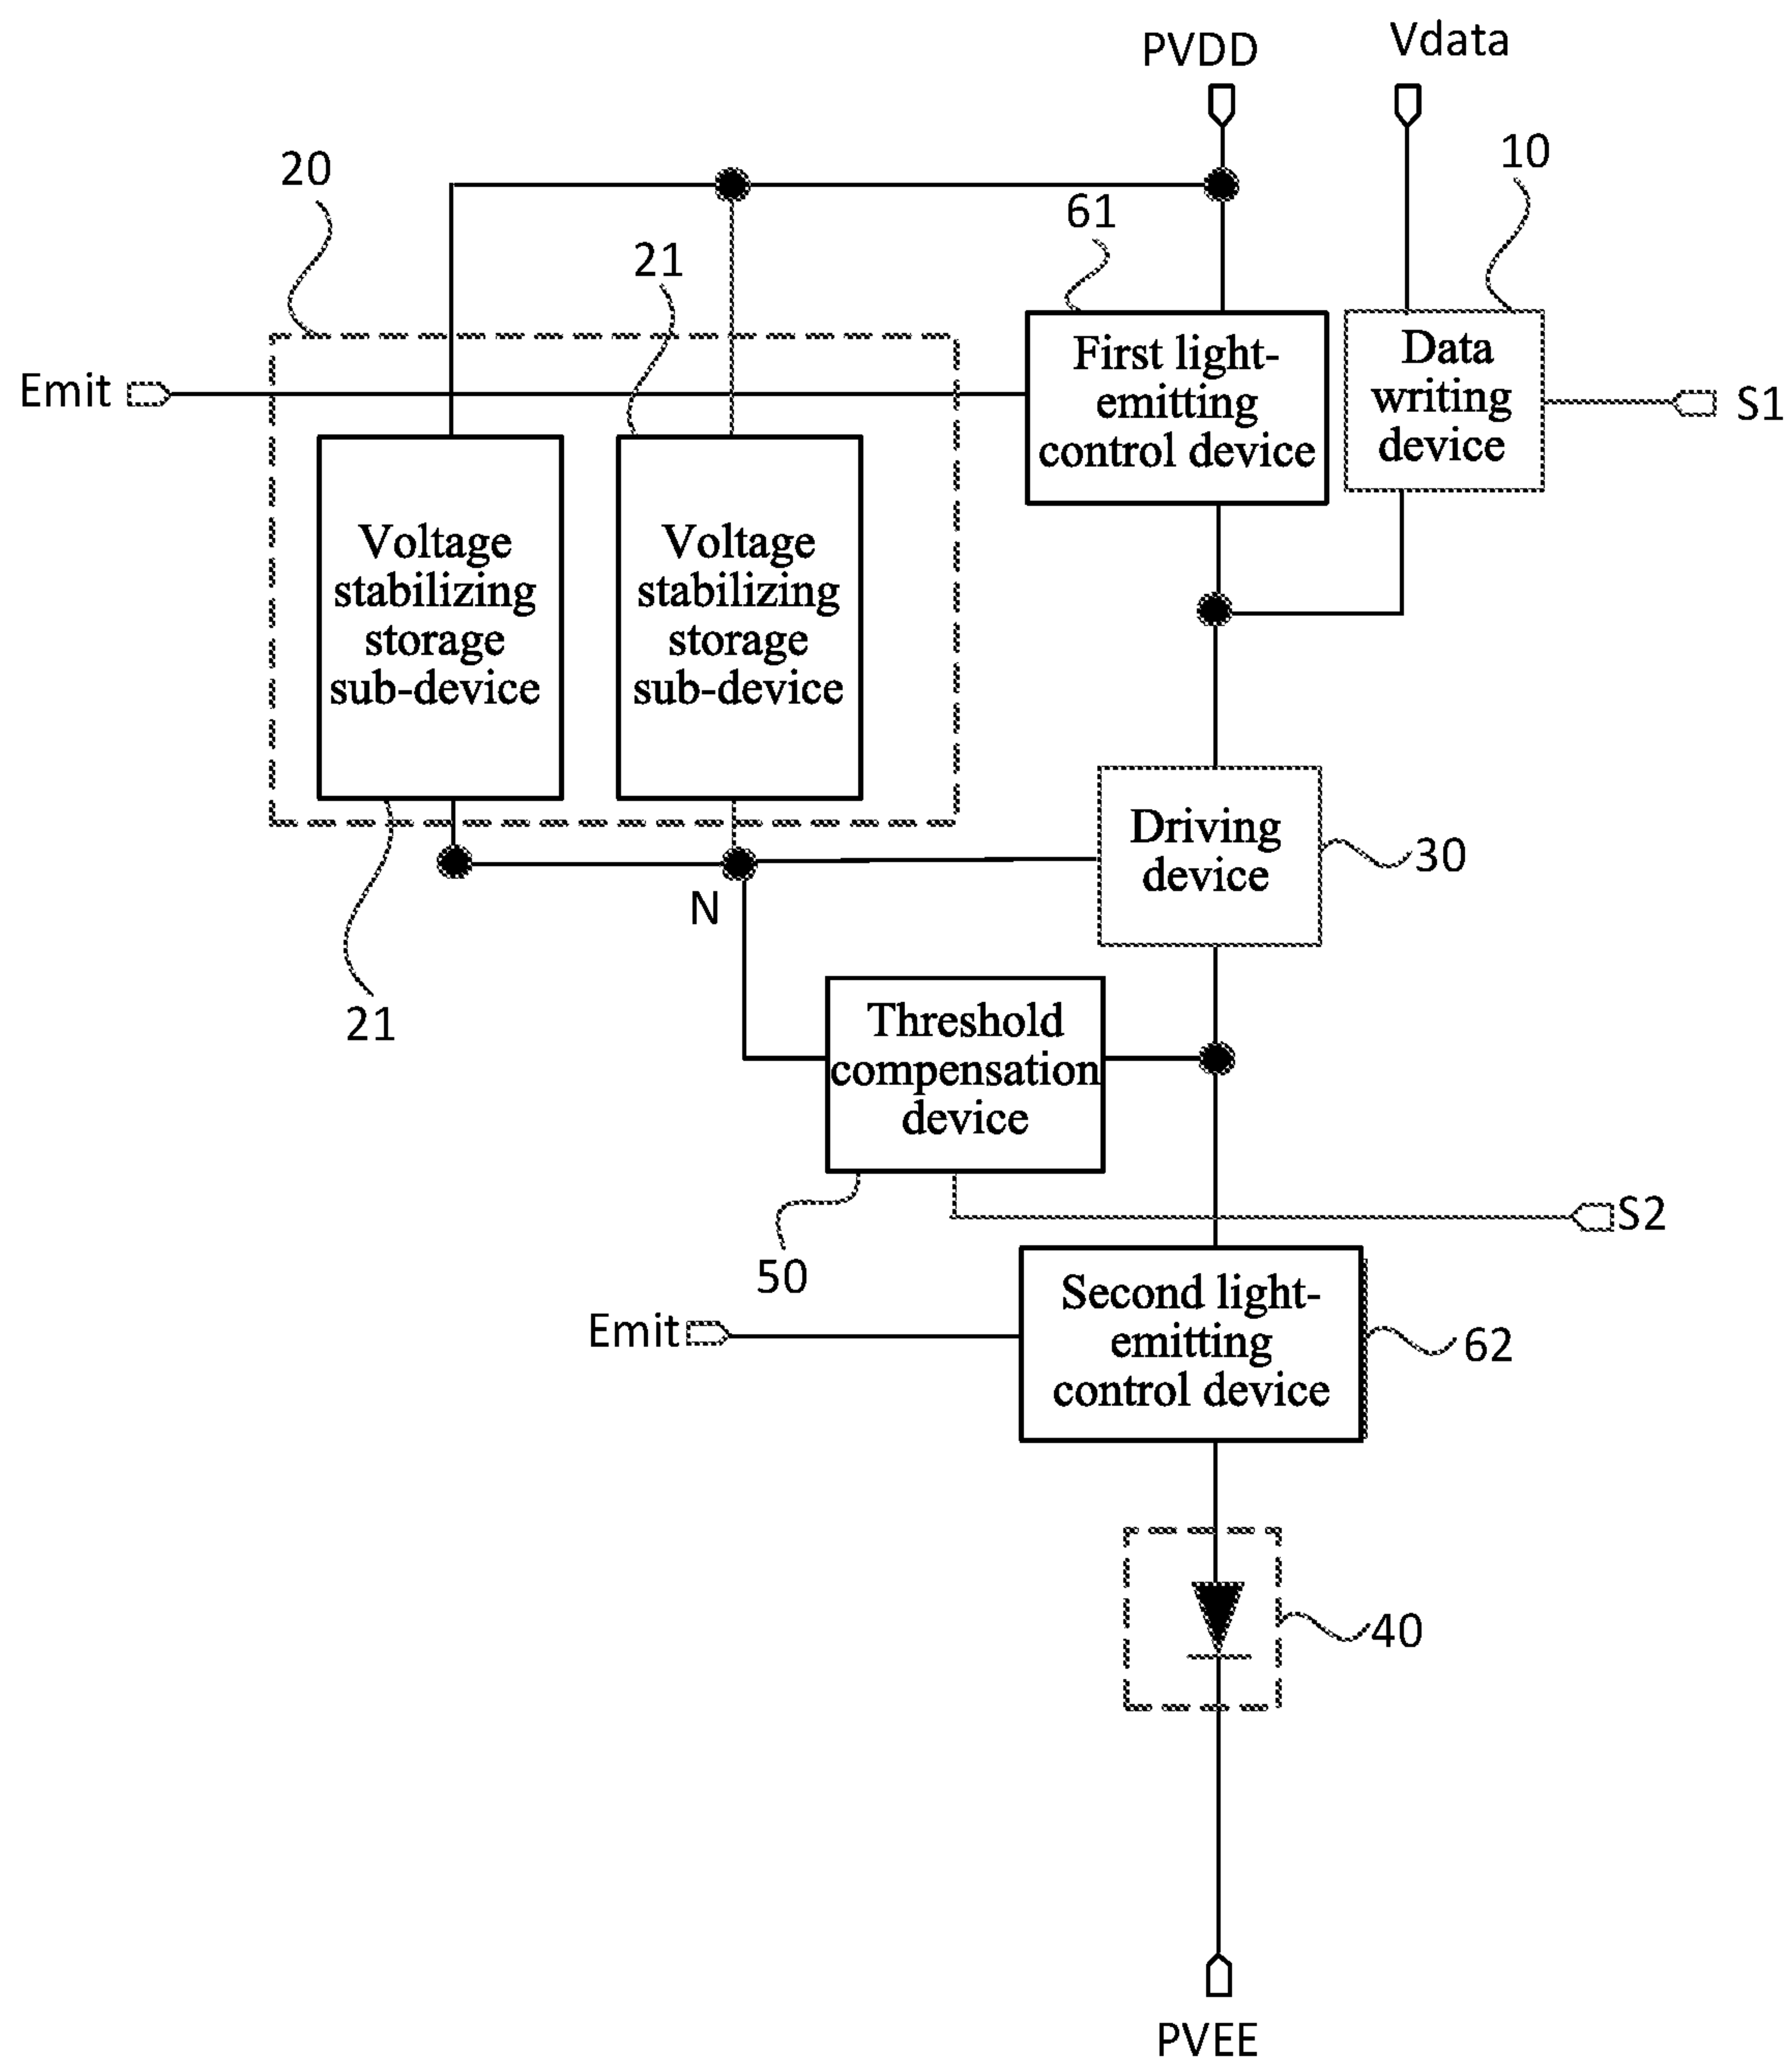 PVDD
Vdata
20
10
61
21
Emit
First light-
emitting
control device
Data
writing
device
S1
Voltage
stabilizing
storage
sub-device
Voltage
stabilizing
storage
sub-device
Driving
device
30
N
21
Threshold
compensation
device
S2
50
Second light-
emitting
control device
Emit
62
40
PVEE